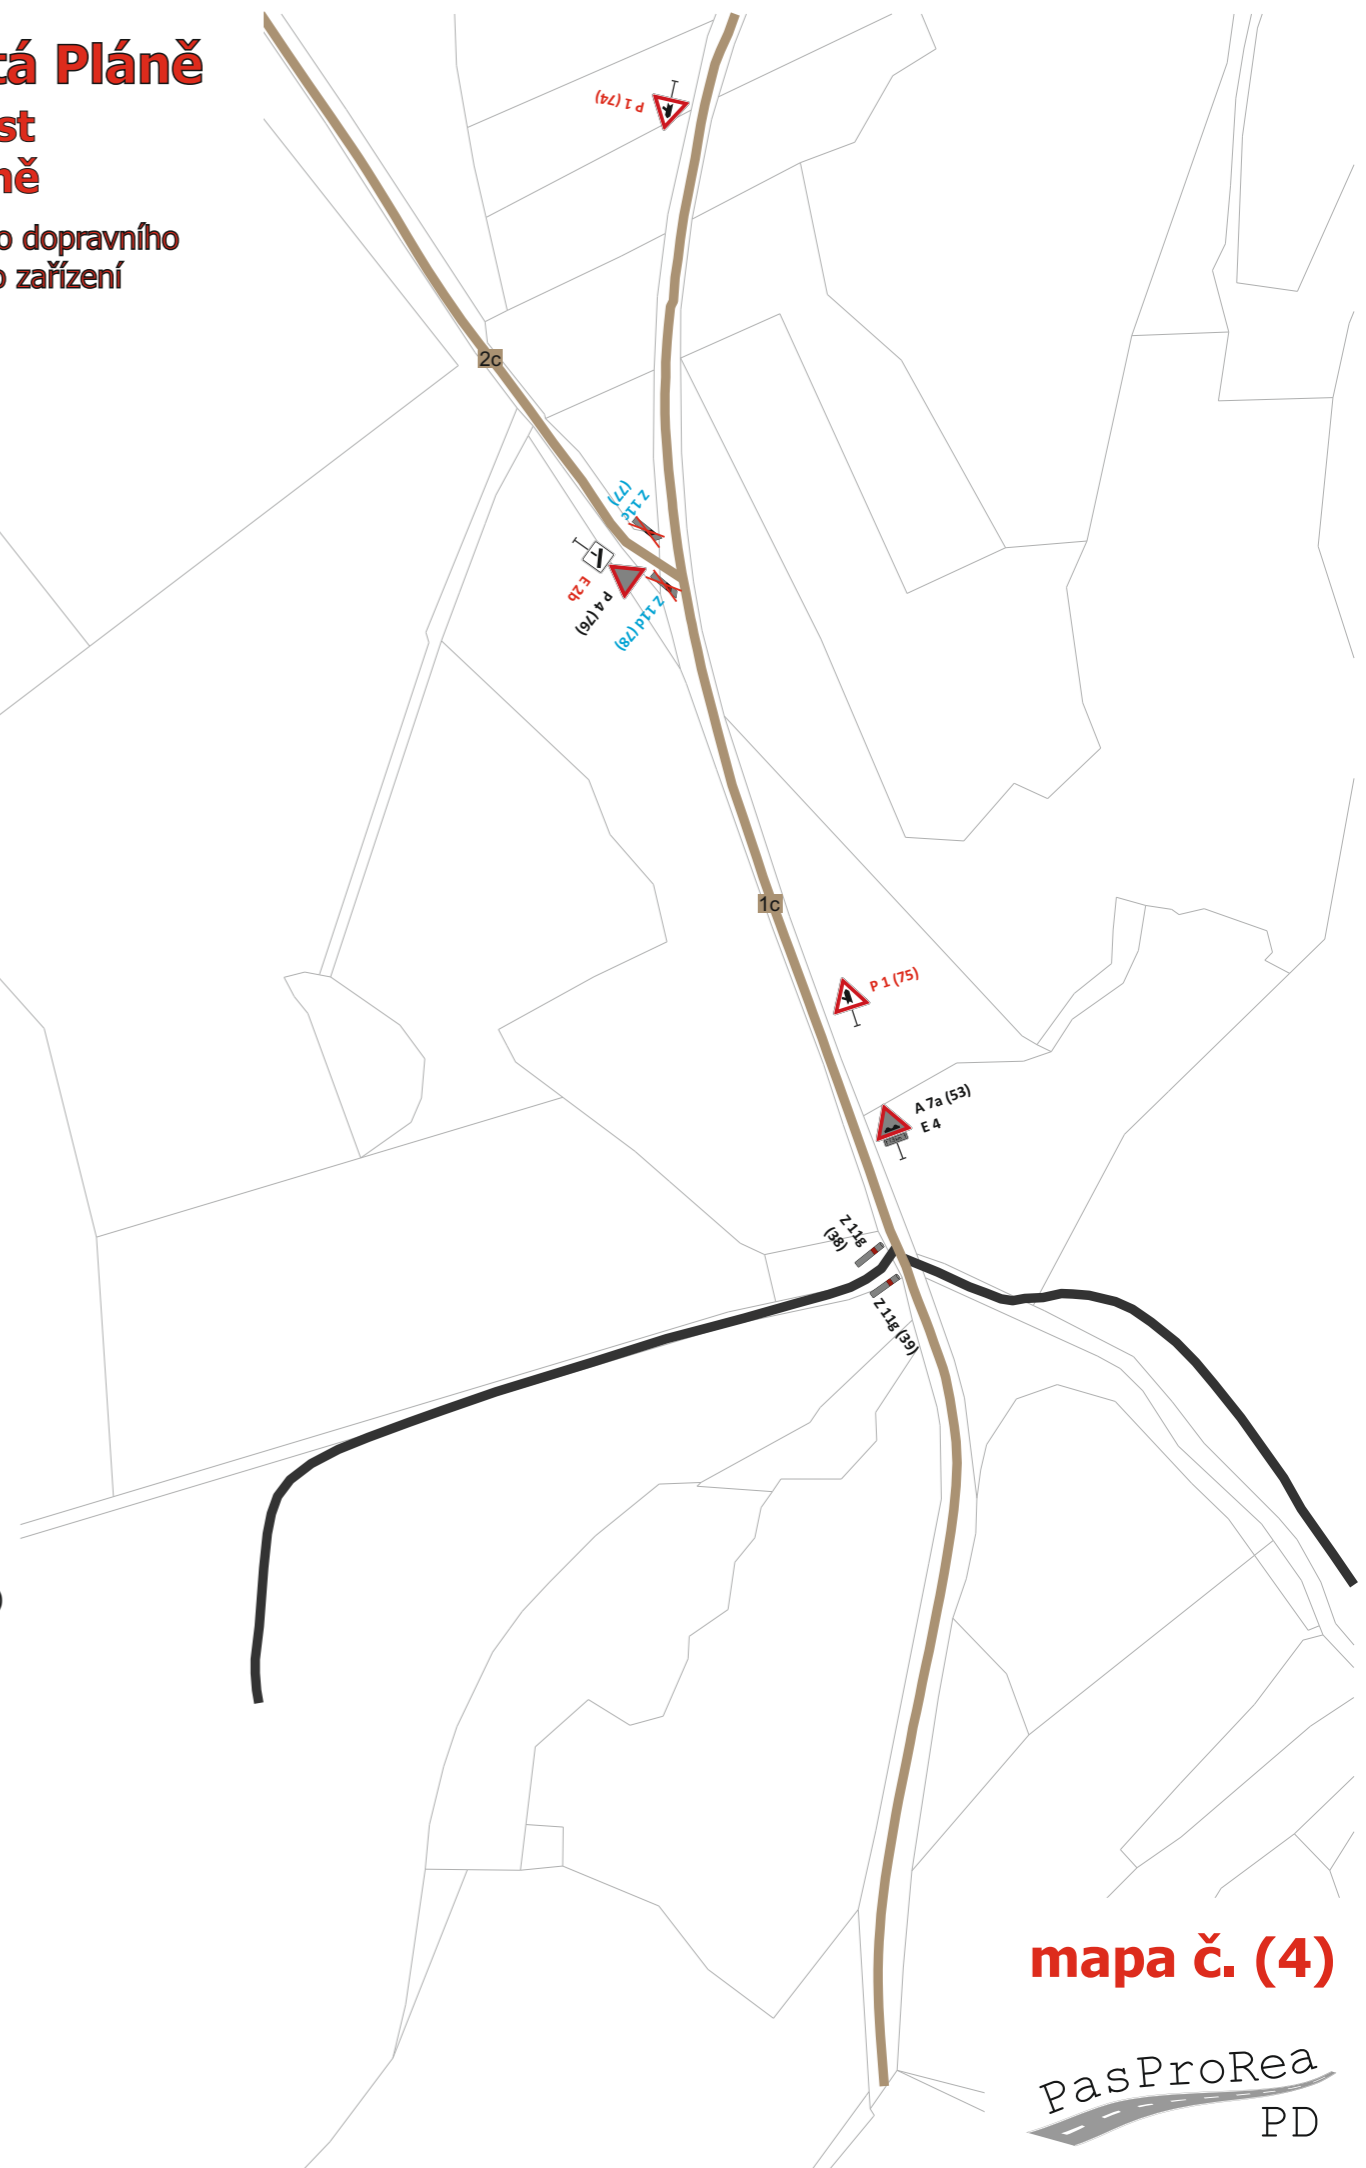 tá Pláně
st
ně
o dopravního
o zařízení
P 1 (74)
2c
Z 11c
(77)
E 2b
P 4 (76)
Z 11d (78)
1c
P 1 (75)
A 7a (53)
E 4
Z 11g
(38)
Z 11g (39)
)
mapa č. (4)
PasProRea
PD